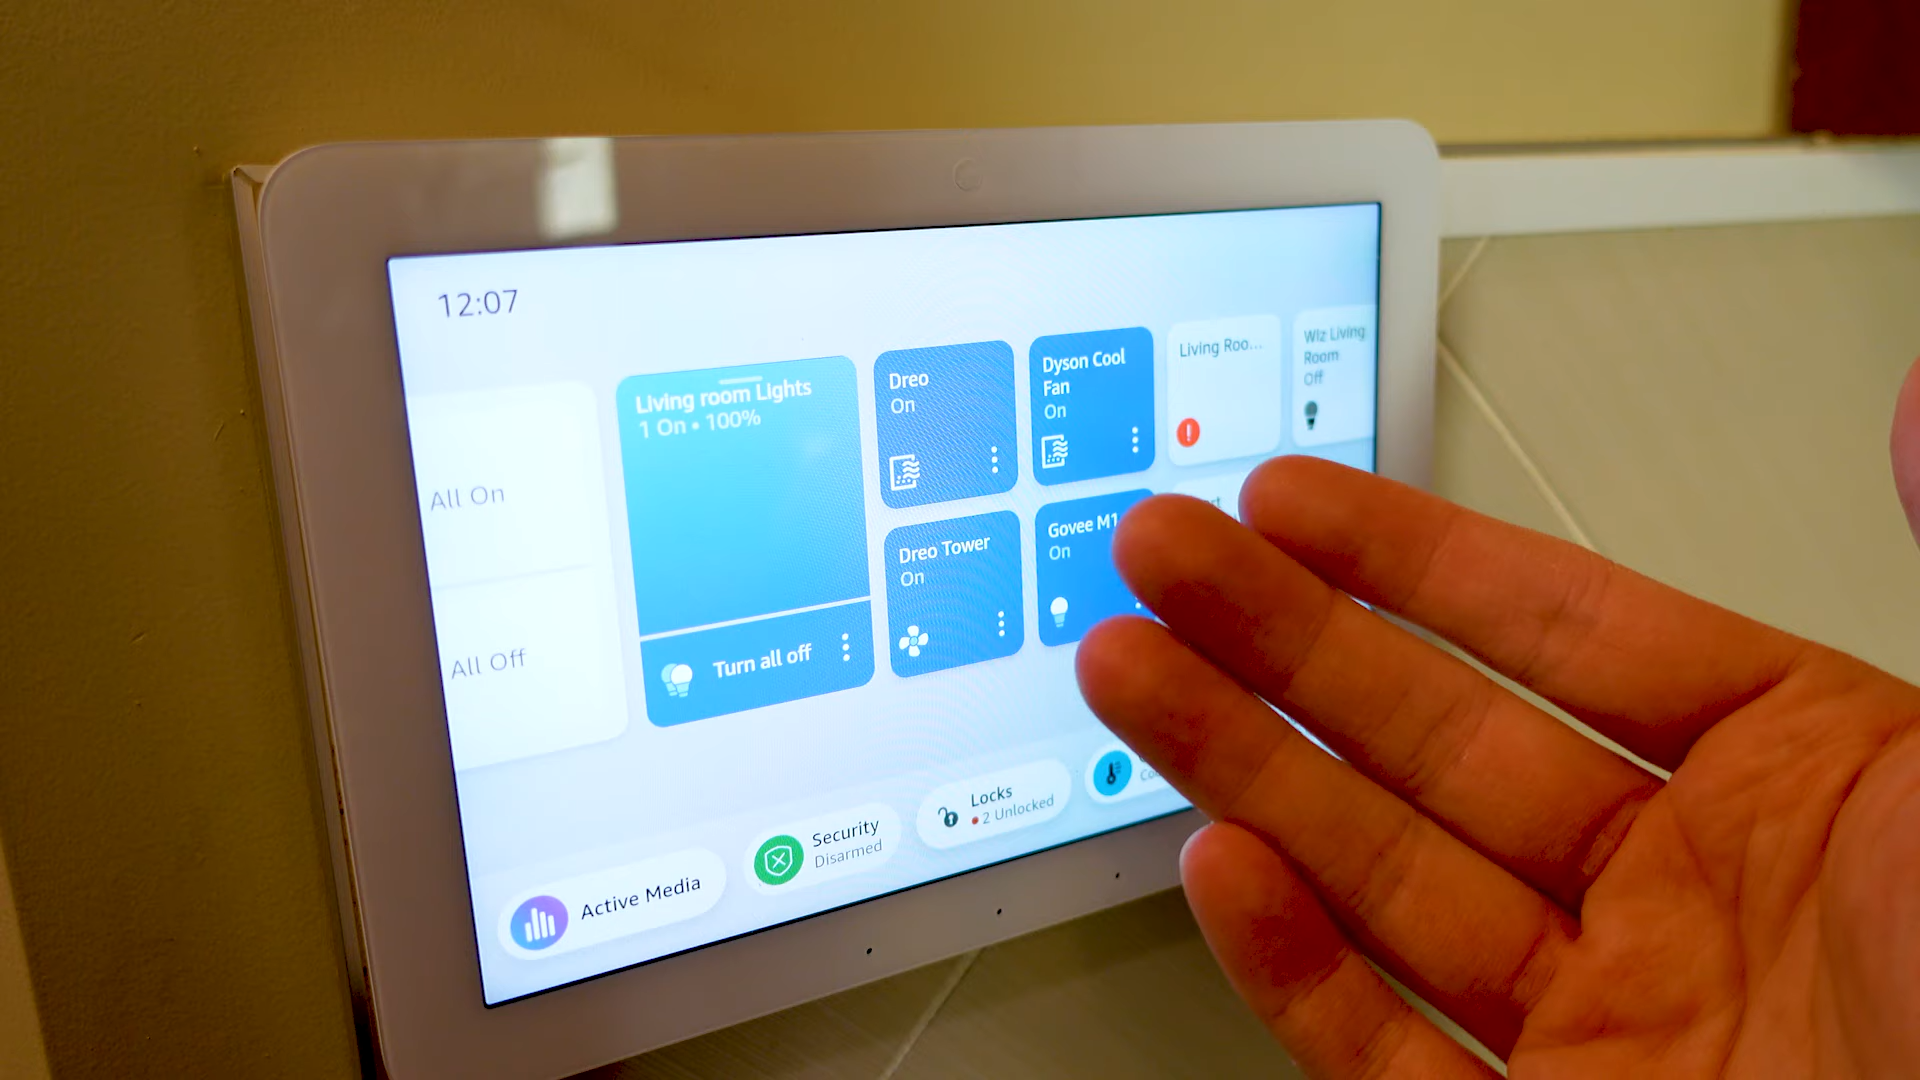 12:07
All On
All Off
Living room Lights
1 On • 100%
Turn all off
Dreo
On
Dreo Tower
On
Dyson Cool
Fan
On
Govee M1
On
Living Roo...
Wiz Living
Room
Off
Active Media
Security
Disarmed
Locks
• 2 Unlocked